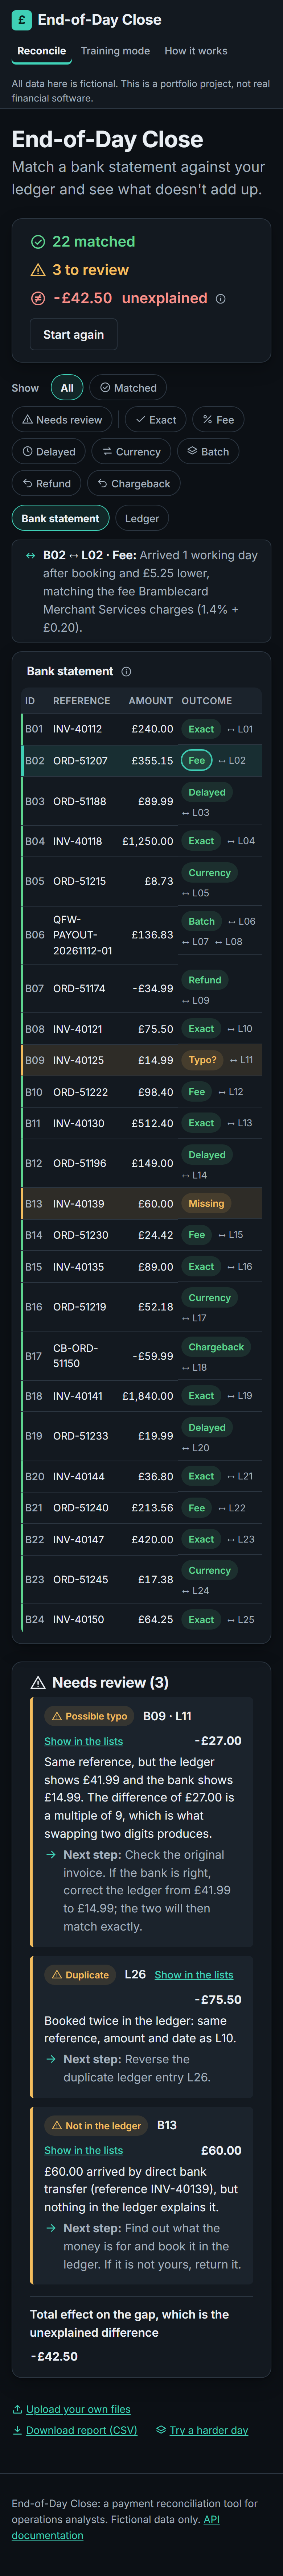 £ End-of-Day Close
Reconcile Training mode How it works
All data here is fictional. This is a portfolio project, not real
financial software.
End-of-Day Close
Match a bank statement against your
ledger and see what doesn't add up.
22 matched
3 to review
-£42.50 unexplained
Start again
Show All Matched
Needs review Exact Fee
Delayed Currency Batch
Refund Chargeback
Bank statement Ledger
B02 ↔ L02 · Fee: Arrived 1 working day
after booking and £5.25 lower,
matching the fee Bramblecard
Merchant Services charges (1.4% +
£0.20).
Bank statement
ID REFERENCE AMOUNT OUTCOME
B01 INV-40112 £240.00 Exact ↔ L01
B02 ORD-51207 £355.15 Fee ↔ L02
B03 ORD-51188 £89.99 Delayed
↔ L03
B04 INV-40118 £1,250.00 Exact ↔ L04
B05 ORD-51215 £8.73 Currency
↔ L05
B06 QFW-
PAYOUT-
20261112-01 £136.83 Batch ↔ L06
↔ L07 ↔ L08
B07 ORD-51174 -£34.99 Refund
↔ L09
B08 INV-40121 £75.50 Exact ↔ L10
B09 INV-40125 £14.99 Typo? ↔ L11
B10 ORD-51222 £98.40 Fee ↔ L12
B11 INV-40130 £512.40 Exact ↔ L13
B12 ORD-51196 £149.00 Delayed
↔ L14
B13 INV-40139 £60.00 Missing
B14 ORD-51230 £24.42 Fee ↔ L15
B15 INV-40135 £89.00 Exact ↔ L16
B16 ORD-51219 £52.18 Currency
↔ L17
B17 CB-ORD-
51150 -£59.99 Chargeback
↔ L18
B18 INV-40141 £1,840.00 Exact ↔ L19
B19 ORD-51233 £19.99 Delayed
↔ L20
B20 INV-40144 £36.80 Exact ↔ L21
B21 ORD-51240 £213.56 Fee ↔ L22
B22 INV-40147 £420.00 Exact ↔ L23
B23 ORD-51245 £17.38 Currency
↔ L24
B24 INV-40150 £64.25 Exact ↔ L25
Needs review (3)
Possible typo B09 · L11
Show in the lists -£27.00
Same reference, but the ledger
shows £41.99 and the bank shows
£14.99. The difference of £27.00 is
a multiple of 9, which is what
swapping two digits produces.
→ Next step: Check the original
invoice. If the bank is right,
correct the ledger from £41.99
to £14.99; the two will then
match exactly.
Duplicate L26 Show in the lists
-£75.50
Booked twice in the ledger: same
reference, amount and date as L10.
→ Next step: Reverse the
duplicate ledger entry L26.
Not in the ledger B13
Show in the lists £60.00
£60.00 arrived by direct bank
transfer (reference INV-40139), but
nothing in the ledger explains it.
→ Next step: Find out what the
money is for and book it in the
ledger. If it is not yours, return it.
Total effect on the gap, which is the
unexplained difference
-£42.50
Upload your own files
Download report (CSV) Try a harder day
End-of-Day Close: a payment reconciliation tool for
operations analysts. Fictional data only. API
documentation